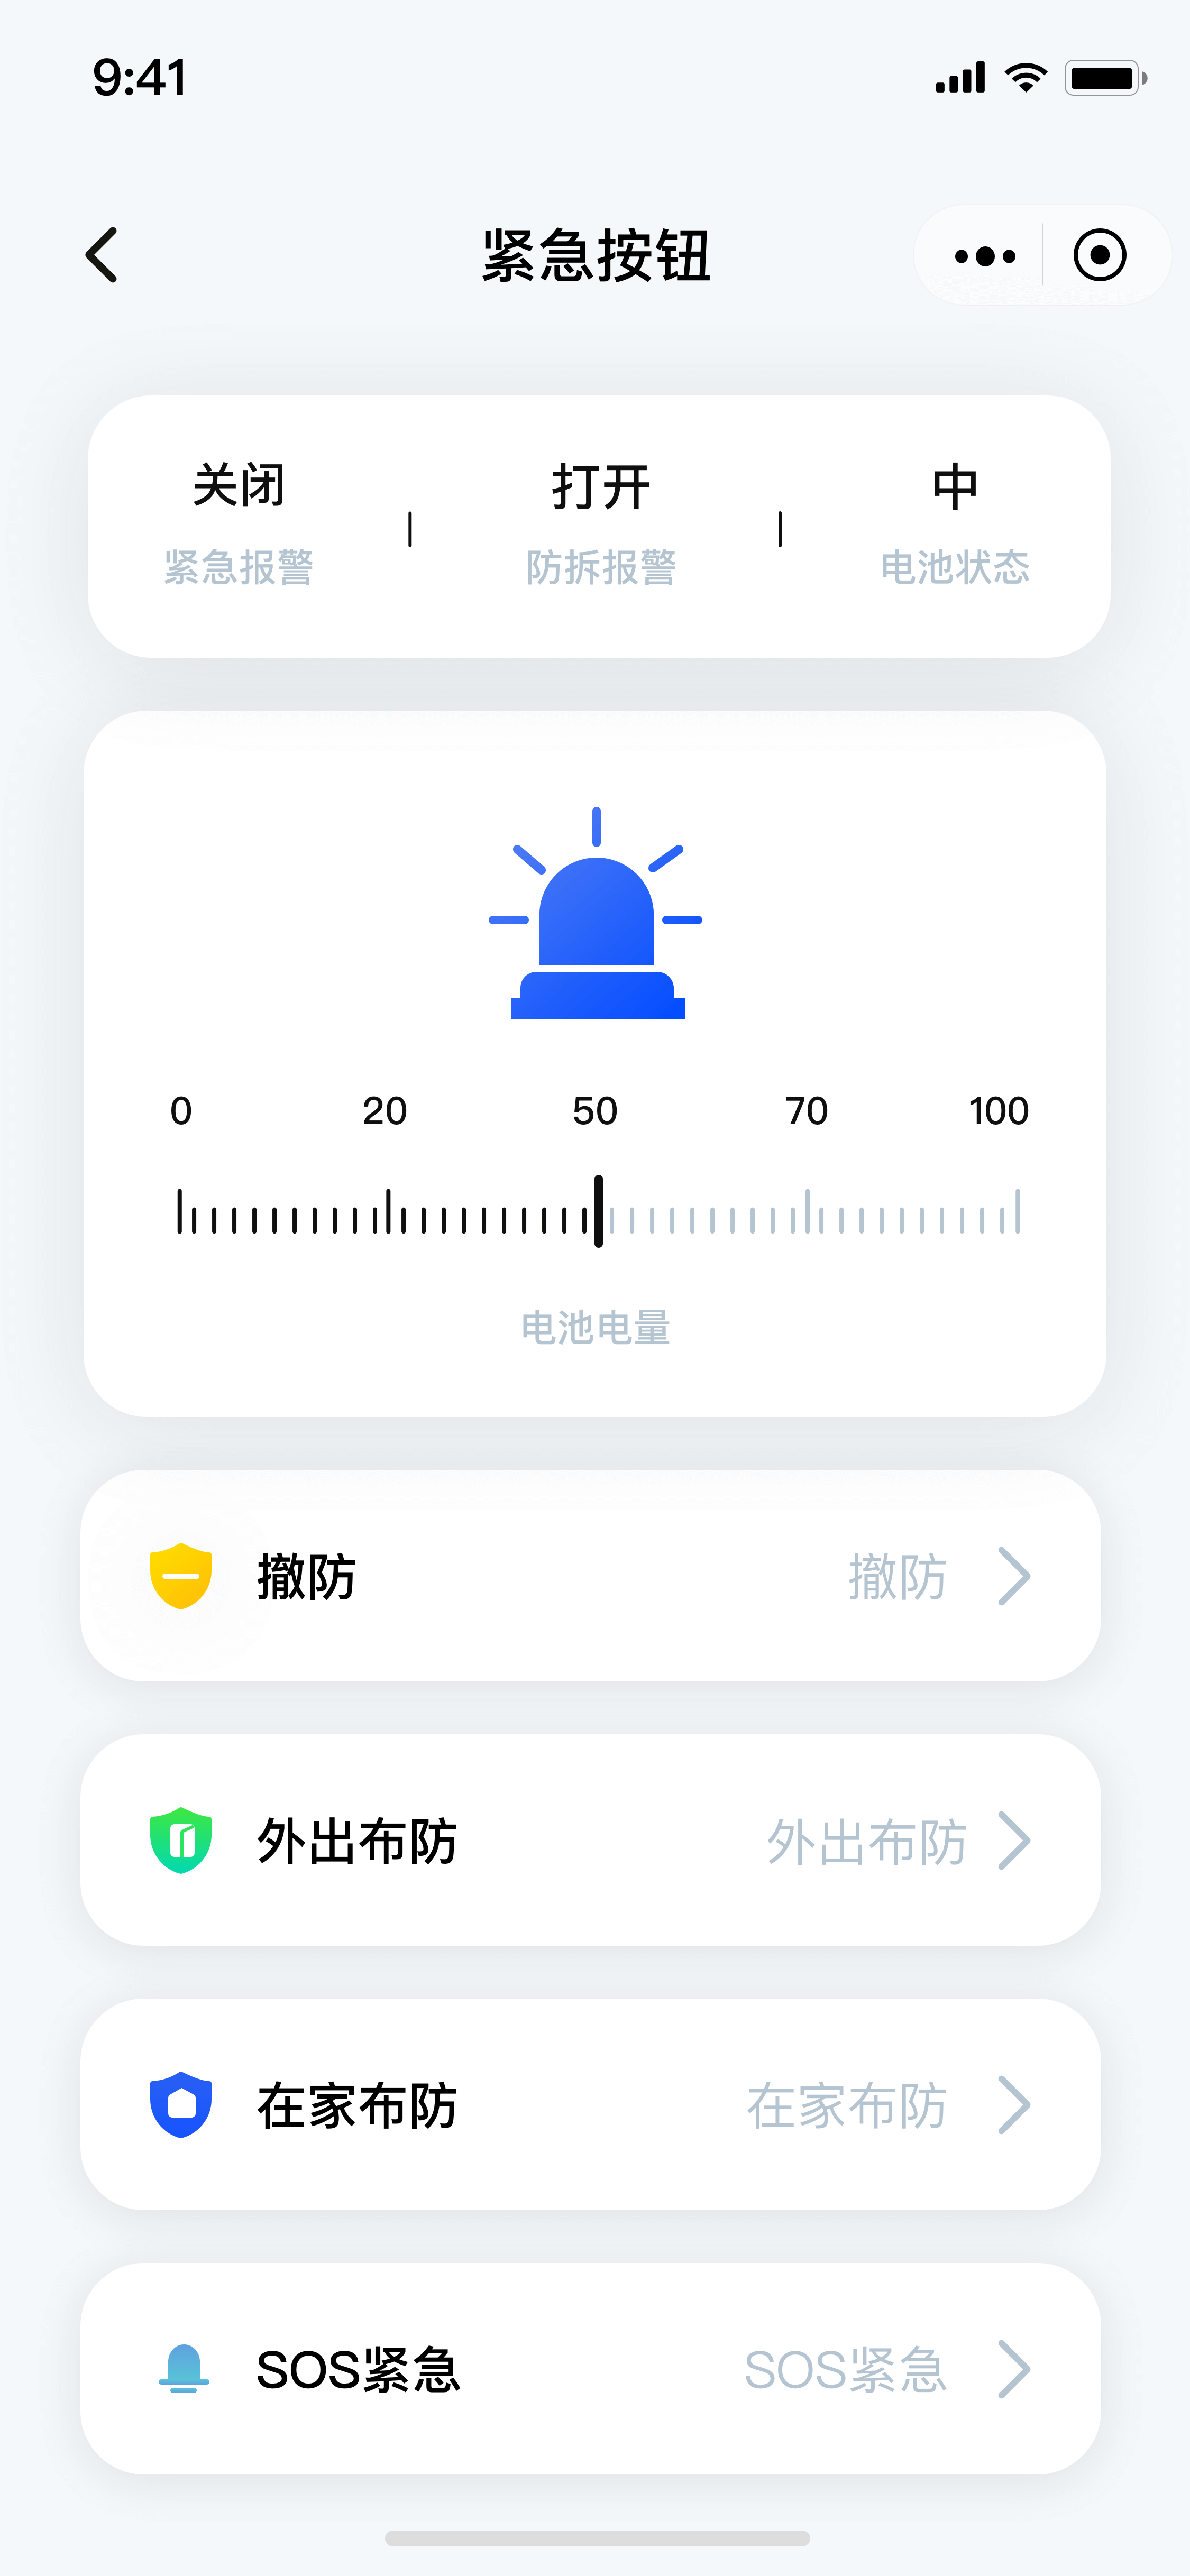 9:41
紧急按钮
关闭 打开 中
紧急报警 防拆报警 电池状态
0 20 50 70 100
电池电量
撤防 撤防
外出布防 外出布防
在家布防 在家布防
SOS紧急 SOS紧急